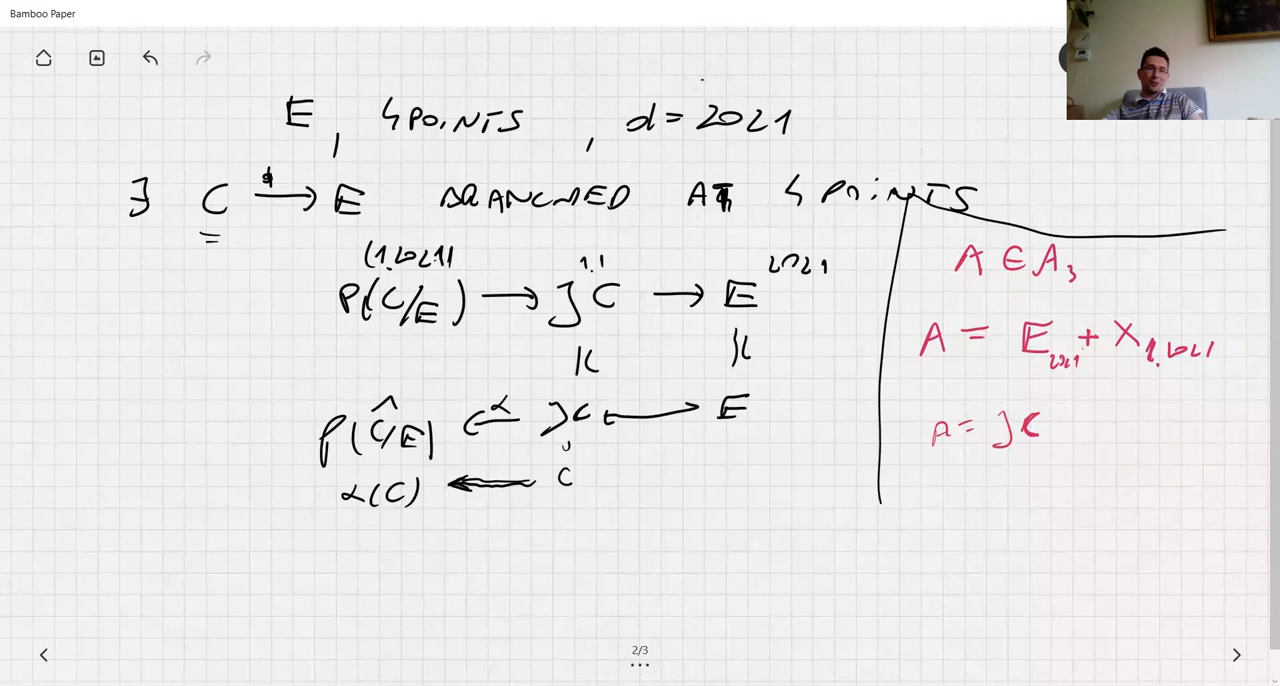 Bamboo Paper
E, 4 POINTS, d = 2021
∃ C → E BRANCHED AT 4 POINTS
(1,2021) 1,1 2021
P(C/E) → JC → E
P(Ĉ/E) ← α JC ← E
α(C) ← C
A ∈ A₃
A = E₂₀₂₁ + X₁,₂₀₂₁
A = JC
2/3